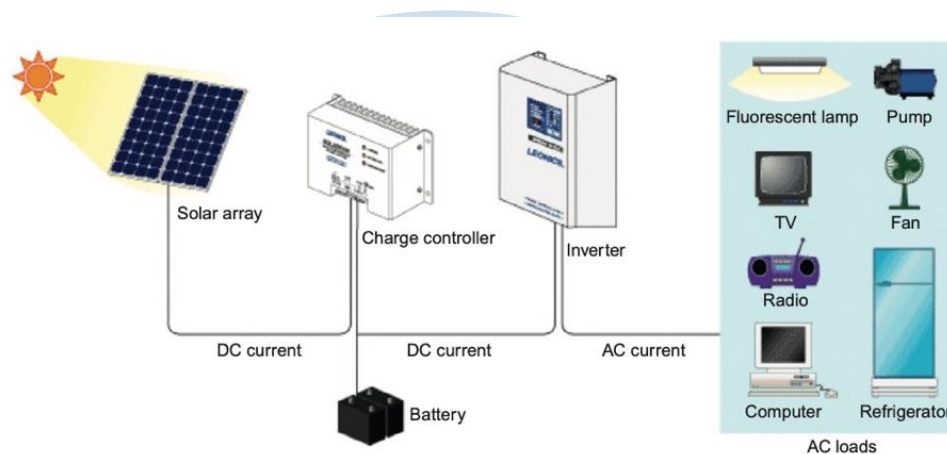 Solar array
Charge controller
LEONICS
Inverter
DC current
DC current
AC current
Battery
Fluorescent lamp
Pump
TV
Fan
Radio
Computer
Refrigerator
AC loads